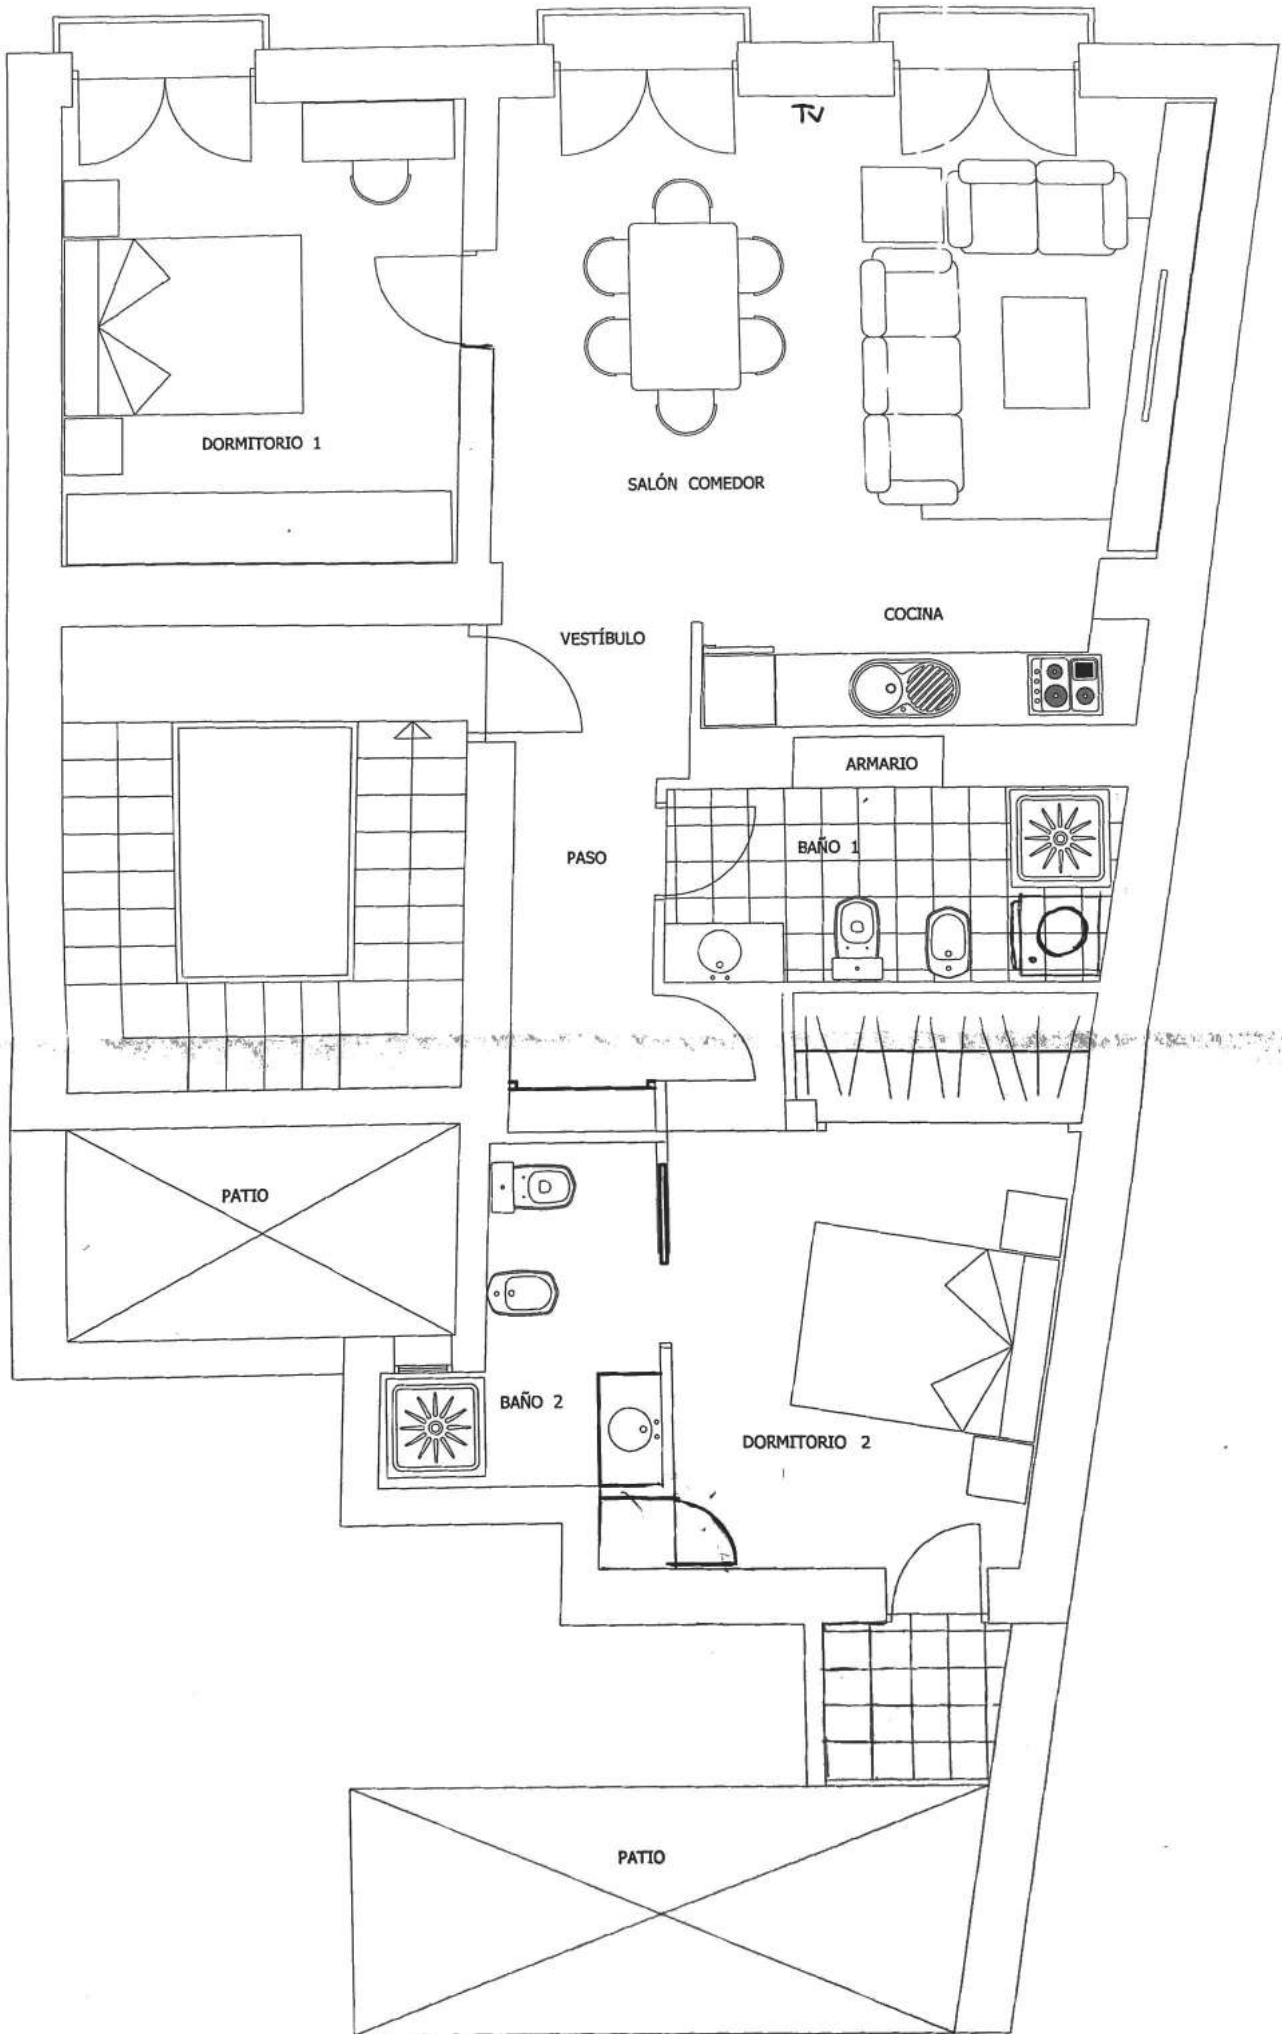 TV
DORMITORIO 1
SALÓN COMEDOR
COCINA
VESTÍBULO
ARMARIO
BAÑO 1
PASO
PATIO
BAÑO 2
DORMITORIO 2
PATIO